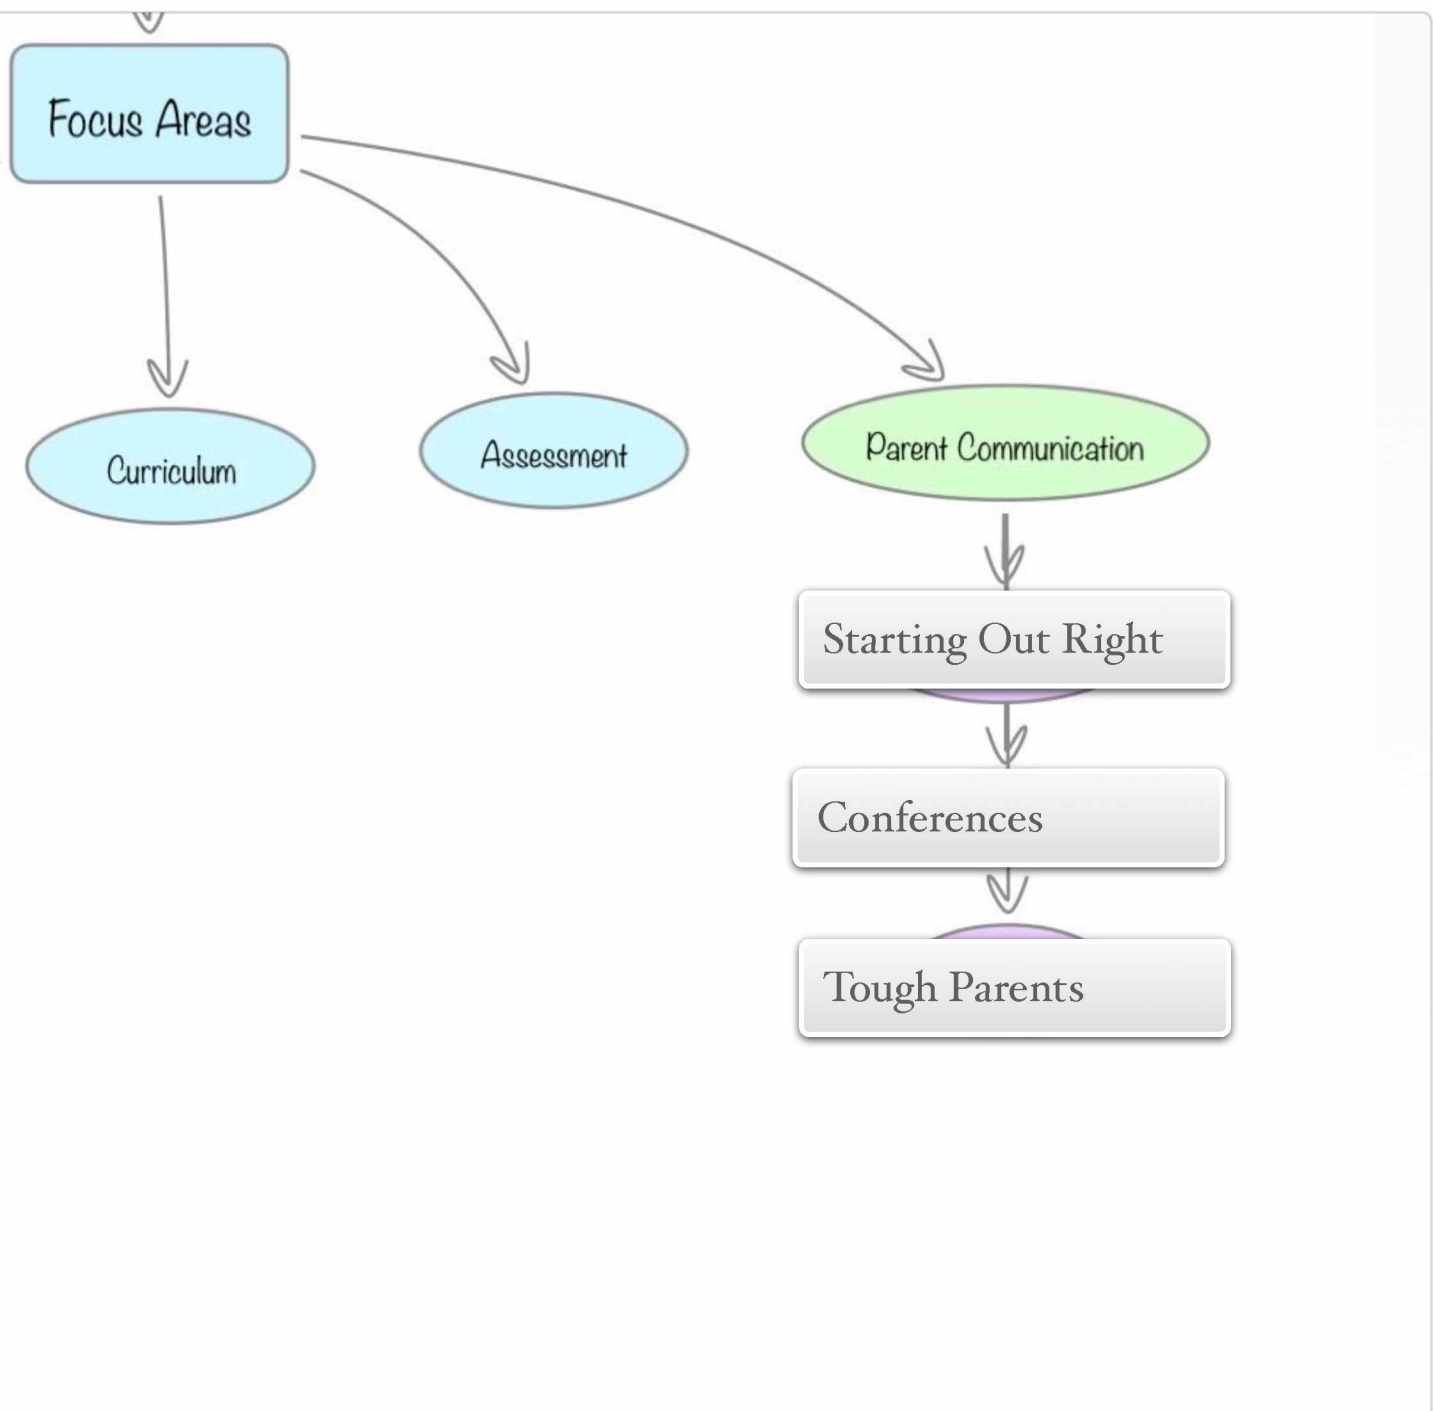 Focus Areas
Curriculum
Assessment
Parent Communication
Starting Out Right
Conferences
Tough Parents